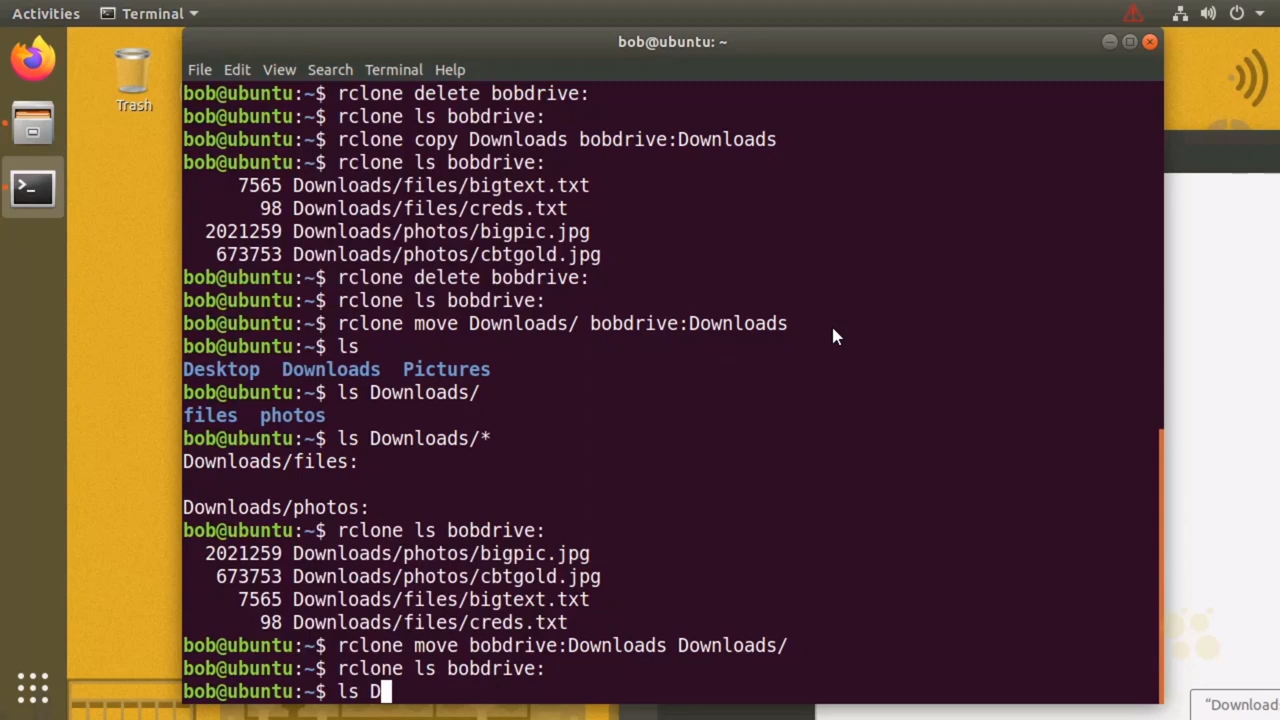 Activities Terminal
Trash
bob@ubuntu: ~
File Edit View Search Terminal Help
bob@ubuntu:~$ rclone delete bobdrive:
bob@ubuntu:~$ rclone ls bobdrive:
bob@ubuntu:~$ rclone copy Downloads bobdrive:Downloads
bob@ubuntu:~$ rclone ls bobdrive:
7565 Downloads/files/bigtext.txt
98 Downloads/files/creds.txt
2021259 Downloads/photos/bigpic.jpg
673753 Downloads/photos/cbtgold.jpg
bob@ubuntu:~$ rclone delete bobdrive:
bob@ubuntu:~$ rclone ls bobdrive:
bob@ubuntu:~$ rclone move Downloads/ bobdrive:Downloads
bob@ubuntu:~$ ls
Desktop Downloads Pictures
bob@ubuntu:~$ ls Downloads/
files photos
bob@ubuntu:~$ ls Downloads/*
Downloads/files:
Downloads/photos:
bob@ubuntu:~$ rclone ls bobdrive:
2021259 Downloads/photos/bigpic.jpg
673753 Downloads/photos/cbtgold.jpg
7565 Downloads/files/bigtext.txt
98 Downloads/files/creds.txt
bob@ubuntu:~$ rclone move bobdrive:Downloads Downloads/
bob@ubuntu:~$ rclone ls bobdrive:
bob@ubuntu:~$ ls D
"Download